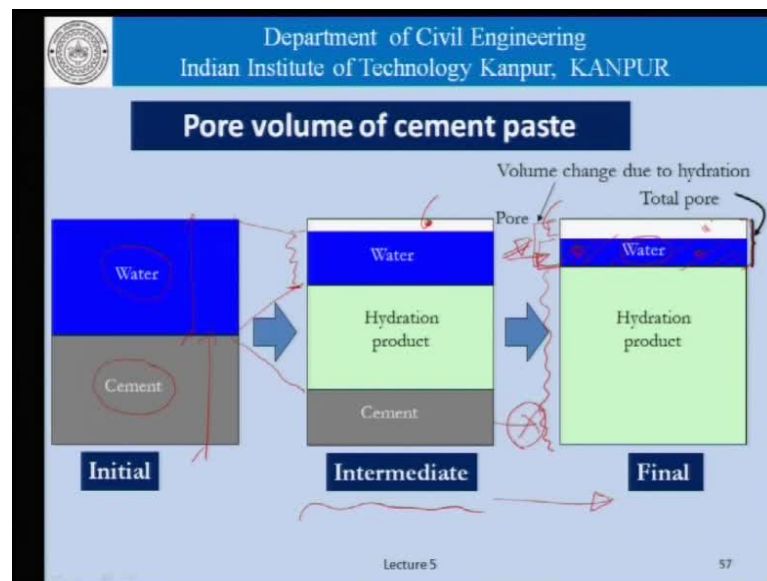 Department of Civil Engineering
Indian Institute of Technology Kanpur, KANPUR
Pore volume of cement paste
Volume change due to hydration
Total pore
Pore
Water
Cement
Water
Hydration
product
Cement
Water
Hydration
product
Initial
Intermediate
Final
Lecture 5
57